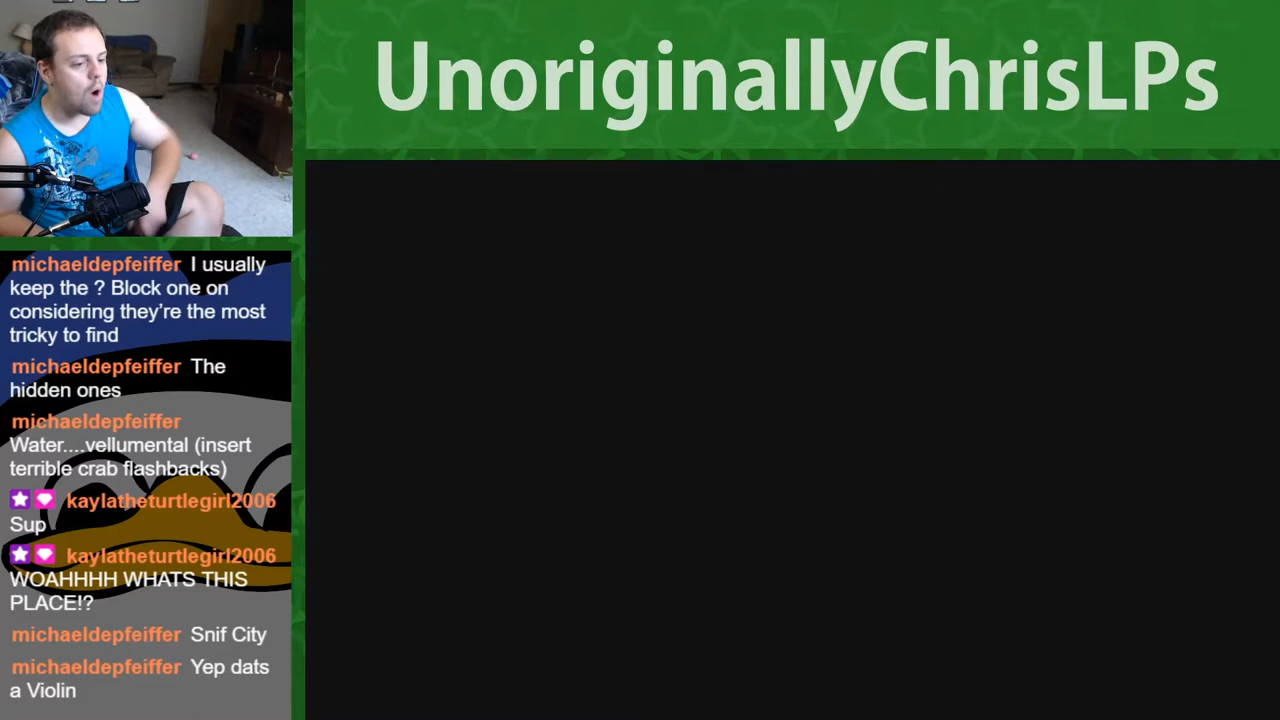 UnoriginallyChrisLPs
michaeldepfeiffer I usually
keep the ? Block one on
considering they’re the most
tricky to find
michaeldepfeiffer The
hidden ones
michaeldepfeiffer
Water....vellumental (insert
terrible crab flashbacks)
kaylatheturtlegirl2006
Sup
kaylatheturtlegirl2006
WOAHHHH WHATS THIS
PLACE!?
michaeldepfeiffer Snif City
michaeldepfeiffer Yep dats
a Violin